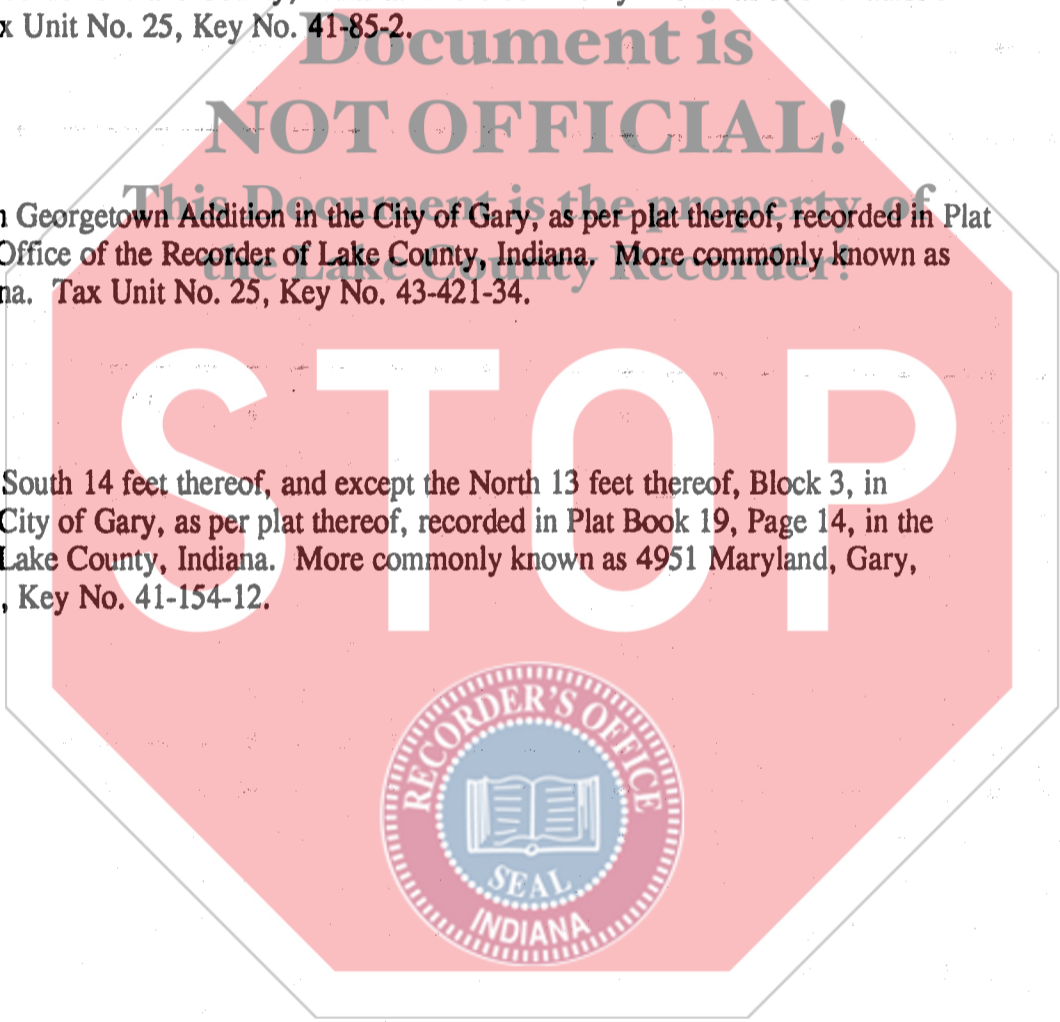 x Unit No. 25, Key No. 41-85-2.
Document is
NOT OFFICIAL!
This Document is the property of
the Lake County Recorder!
Georgetown Addition in the City of Gary, as per plat thereof, recorded in Plat
Office of the Recorder of Lake County, Indiana. More commonly known as
na. Tax Unit No. 25, Key No. 43-421-34.
STOP
South 14 feet thereof, and except the North 13 feet thereof, Block 3, in
City of Gary, as per plat thereof, recorded in Plat Book 19, Page 14, in the
Lake County, Indiana. More commonly known as 4951 Maryland, Gary,
, Key No. 41-154-12.
RECORDER'S OFFICE
SEAL
INDIANA